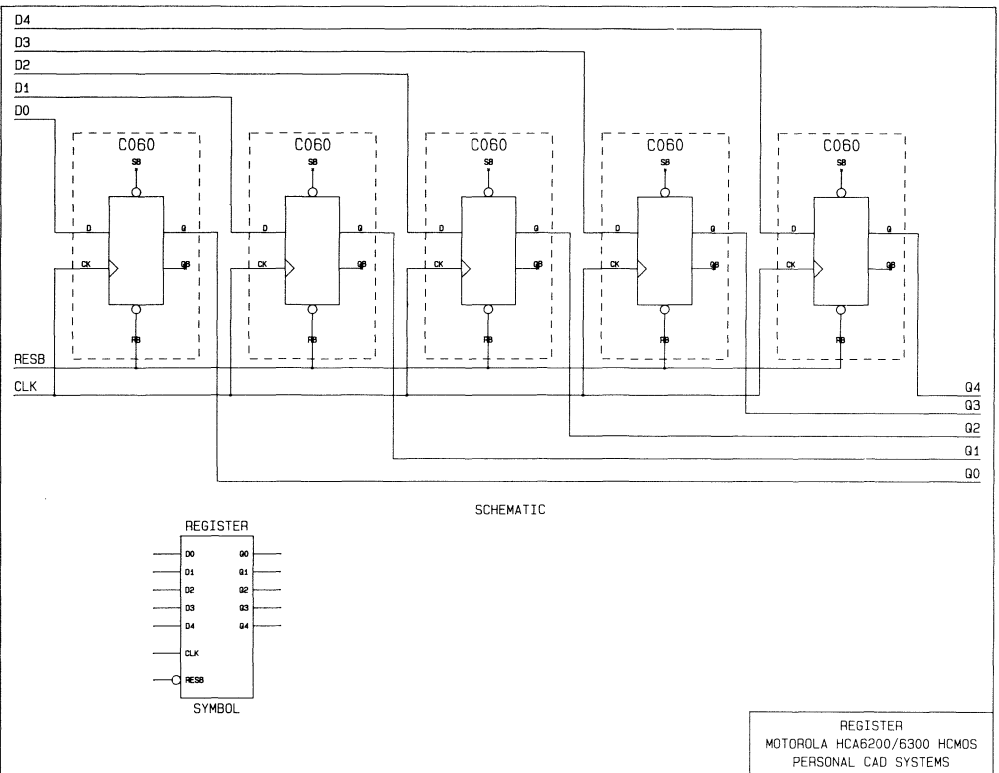 D4
D3
D2
D1
D0
C060 C060 C060 C060 C060
SB SB SB SB SB
D Q D Q D Q D Q D Q
CK QB CK QB CK QB CK QB CK QB
RB RB RB RB RB
RESB
CLK
Q4
Q3
Q2
Q1
Q0
SCHEMATIC
REGISTER
D0 Q0
D1 Q1
D2 Q2
D3 Q3
D4 Q4
CLK
RESB
SYMBOL
REGISTER
MOTOROLA HCA6200/6300 HCMOS
PERSONAL CAD SYSTEMS